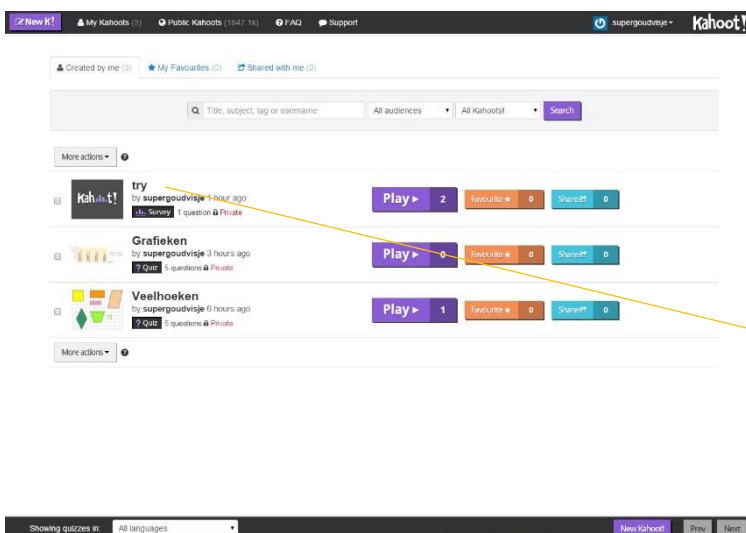 New K! My Kahoots (3) Public Kahoots (1847 1k) FAQ Support supergoudvisje Kahoot!
Created by me (3) My Favourites (0) Shared with me (0)
Title, subject, tag or username All audiences All Kahoots! Search
More actions
Kahoot!
try
by supergoudvisje 1 hour ago
Survey 1 question Private
Play 2 Favourite 0 Share 0
Grafieken
by supergoudvisje 3 hours ago
? Quiz 5 questions Private
Play 0 Favourite 0 Share 0
Veelhoeken
by supergoudvisje 6 hours ago
? Quiz 5 questions Private
Play 1 Favourite 0 Share 0
More actions
Showing quizzes in: All languages New Kahoot! Prev Next